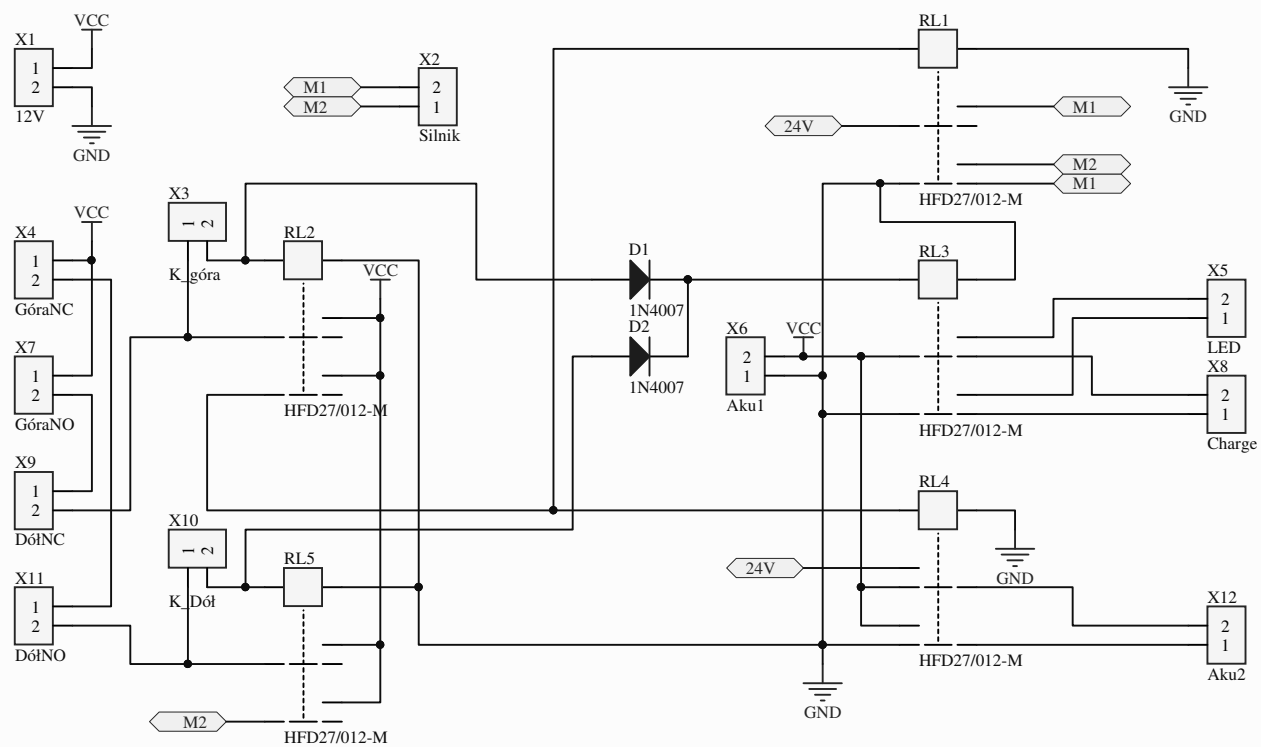 X1
VCC
1
2
12V
GND
X2
M1
2
M2
1
Silnik
RL1
M1
24V
M2
M1
HFD27/012-M
GND
X4
VCC
1
2
GóraNC
X3
1 2
K_góra
RL2
VCC
HFD27/012-M
D1
1N4007
D2
1N4007
X6
VCC
2
1
Aku1
RL3
HFD27/012-M
X5
2
1
LED
X8
2
1
Charge
X7
1
2
GóraNO
X9
1
2
DółNC
X10
1 2
K_Dół
RL5
M2
HFD27/012-M
X11
1
2
DółNO
RL4
24V
GND
HFD27/012-M
GND
X12
2
1
Aku2